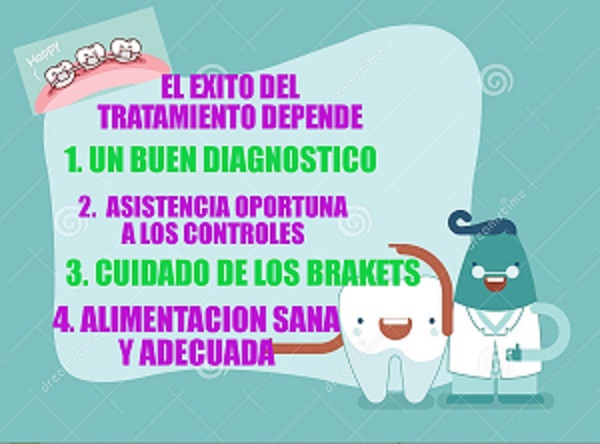 Happy
EL EXITO DEL
TRATAMIENTO DEPENDE
1. UN BUEN DIAGNOSTICO
2. ASISTENCIA OPORTUNA
A LOS CONTROLES
3. CUIDADO DE LOS BRAKETS
4. ALIMENTACION SANA
Y ADECUADA
dreamstime